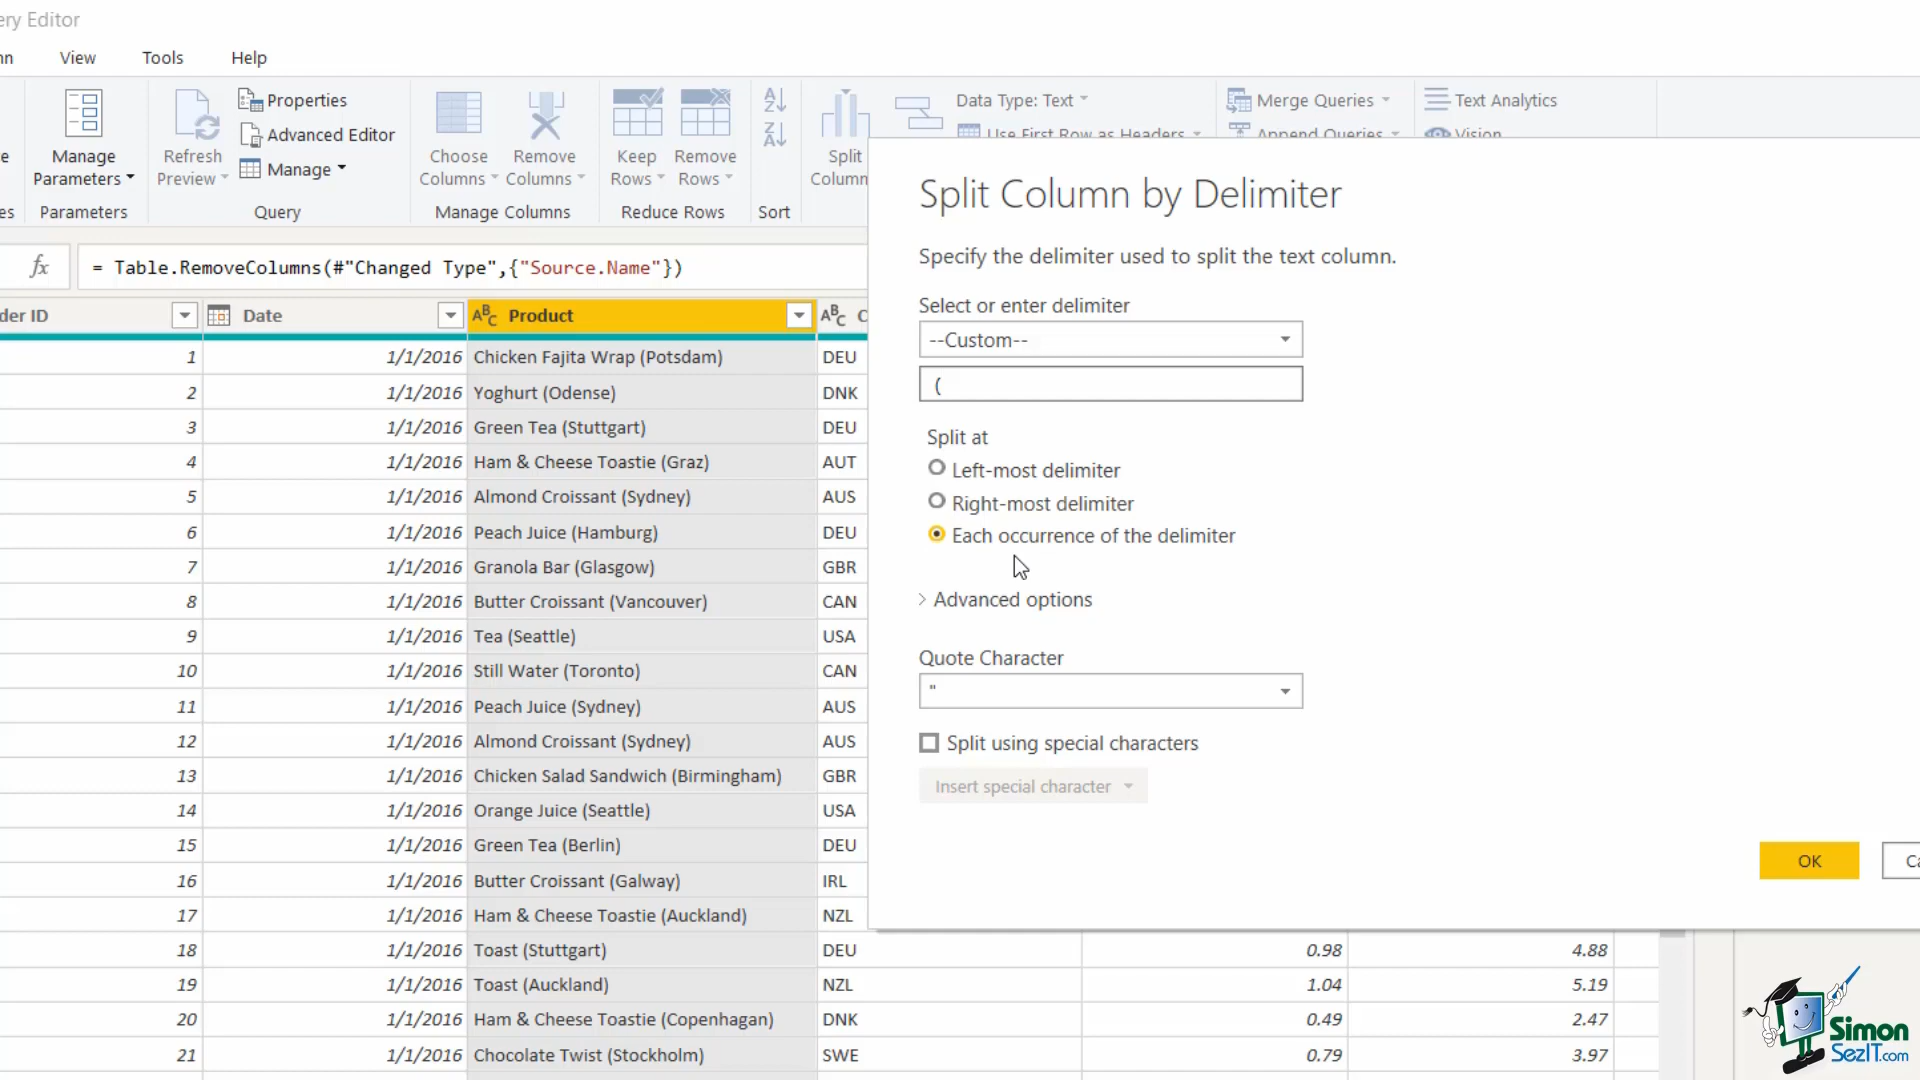 ery Editor
nn View Tools Help
Manage Parameters
Parameters
Refresh Preview
Properties
Advanced Editor
Manage
Query
Choose Columns
Remove Columns
Manage Columns
Keep Rows
Remove Rows
Reduce Rows
Sort
Split Column
Data Type: Text
Use First Row as Headers
Merge Queries
Append Queries
Text Analytics
Vision
fx = Table.RemoveColumns(#"Changed Type",{"Source.Name"})
der ID Date Product
1 1/1/2016 Chicken Fajita Wrap (Potsdam) DEU
2 1/1/2016 Yoghurt (Odense) DNK
3 1/1/2016 Green Tea (Stuttgart) DEU
4 1/1/2016 Ham & Cheese Toastie (Graz) AUT
5 1/1/2016 Almond Croissant (Sydney) AUS
6 1/1/2016 Peach Juice (Hamburg) DEU
7 1/1/2016 Granola Bar (Glasgow) GBR
8 1/1/2016 Butter Croissant (Vancouver) CAN
9 1/1/2016 Tea (Seattle) USA
10 1/1/2016 Still Water (Toronto) CAN
11 1/1/2016 Peach Juice (Sydney) AUS
12 1/1/2016 Almond Croissant (Sydney) AUS
13 1/1/2016 Chicken Salad Sandwich (Birmingham) GBR
14 1/1/2016 Orange Juice (Seattle) USA
15 1/1/2016 Green Tea (Berlin) DEU
16 1/1/2016 Butter Croissant (Galway) IRL
17 1/1/2016 Ham & Cheese Toastie (Auckland) NZL
18 1/1/2016 Toast (Stuttgart) DEU 0.98 4.88
19 1/1/2016 Toast (Auckland) NZL 1.04 5.19
20 1/1/2016 Ham & Cheese Toastie (Copenhagan) DNK 0.49 2.47
21 1/1/2016 Chocolate Twist (Stockholm) SWE 0.79 3.97
Split Column by Delimiter
Specify the delimiter used to split the text column.
Select or enter delimiter
--Custom--
(
Split at
Left-most delimiter
Right-most delimiter
Each occurrence of the delimiter
Advanced options
Quote Character
"
Split using special characters
Insert special character
OK
Ca
Simon
SezIT.com